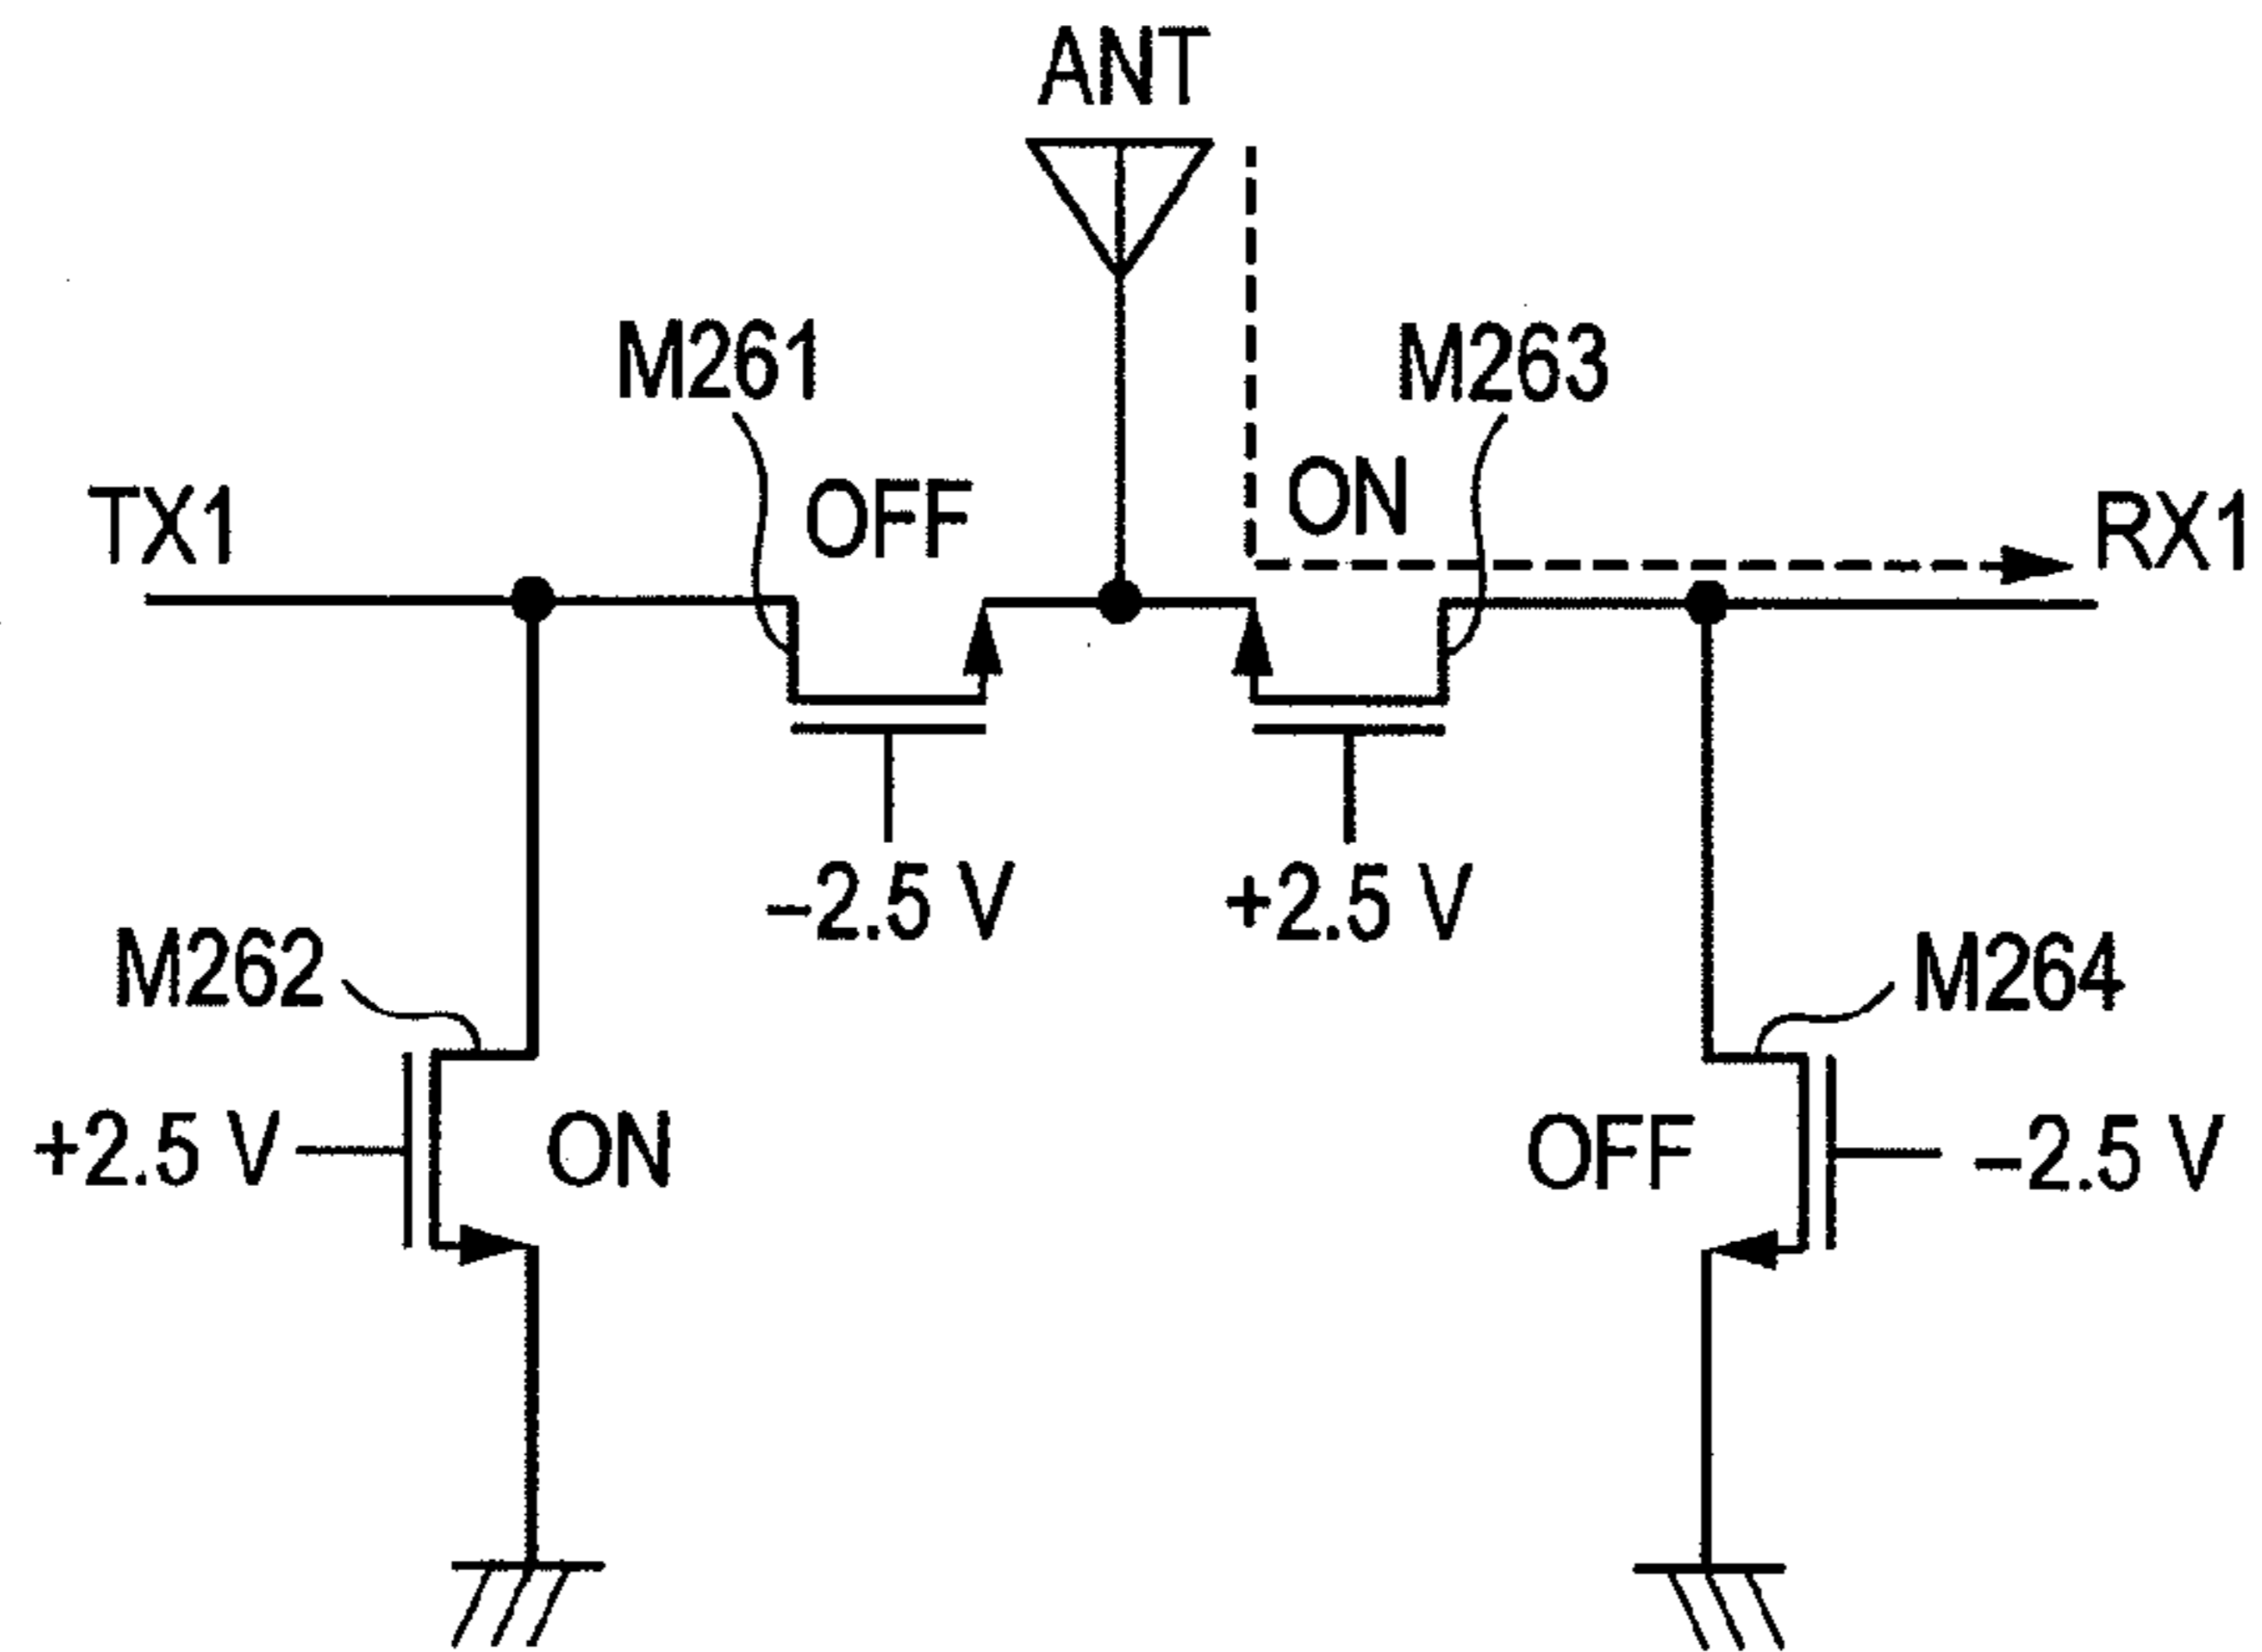 ANT
M261
M263
TX1
OFF
ON
RX1
–2.5 V
+2.5 V
M262
M264
+2.5 V
ON
OFF
–2.5 V